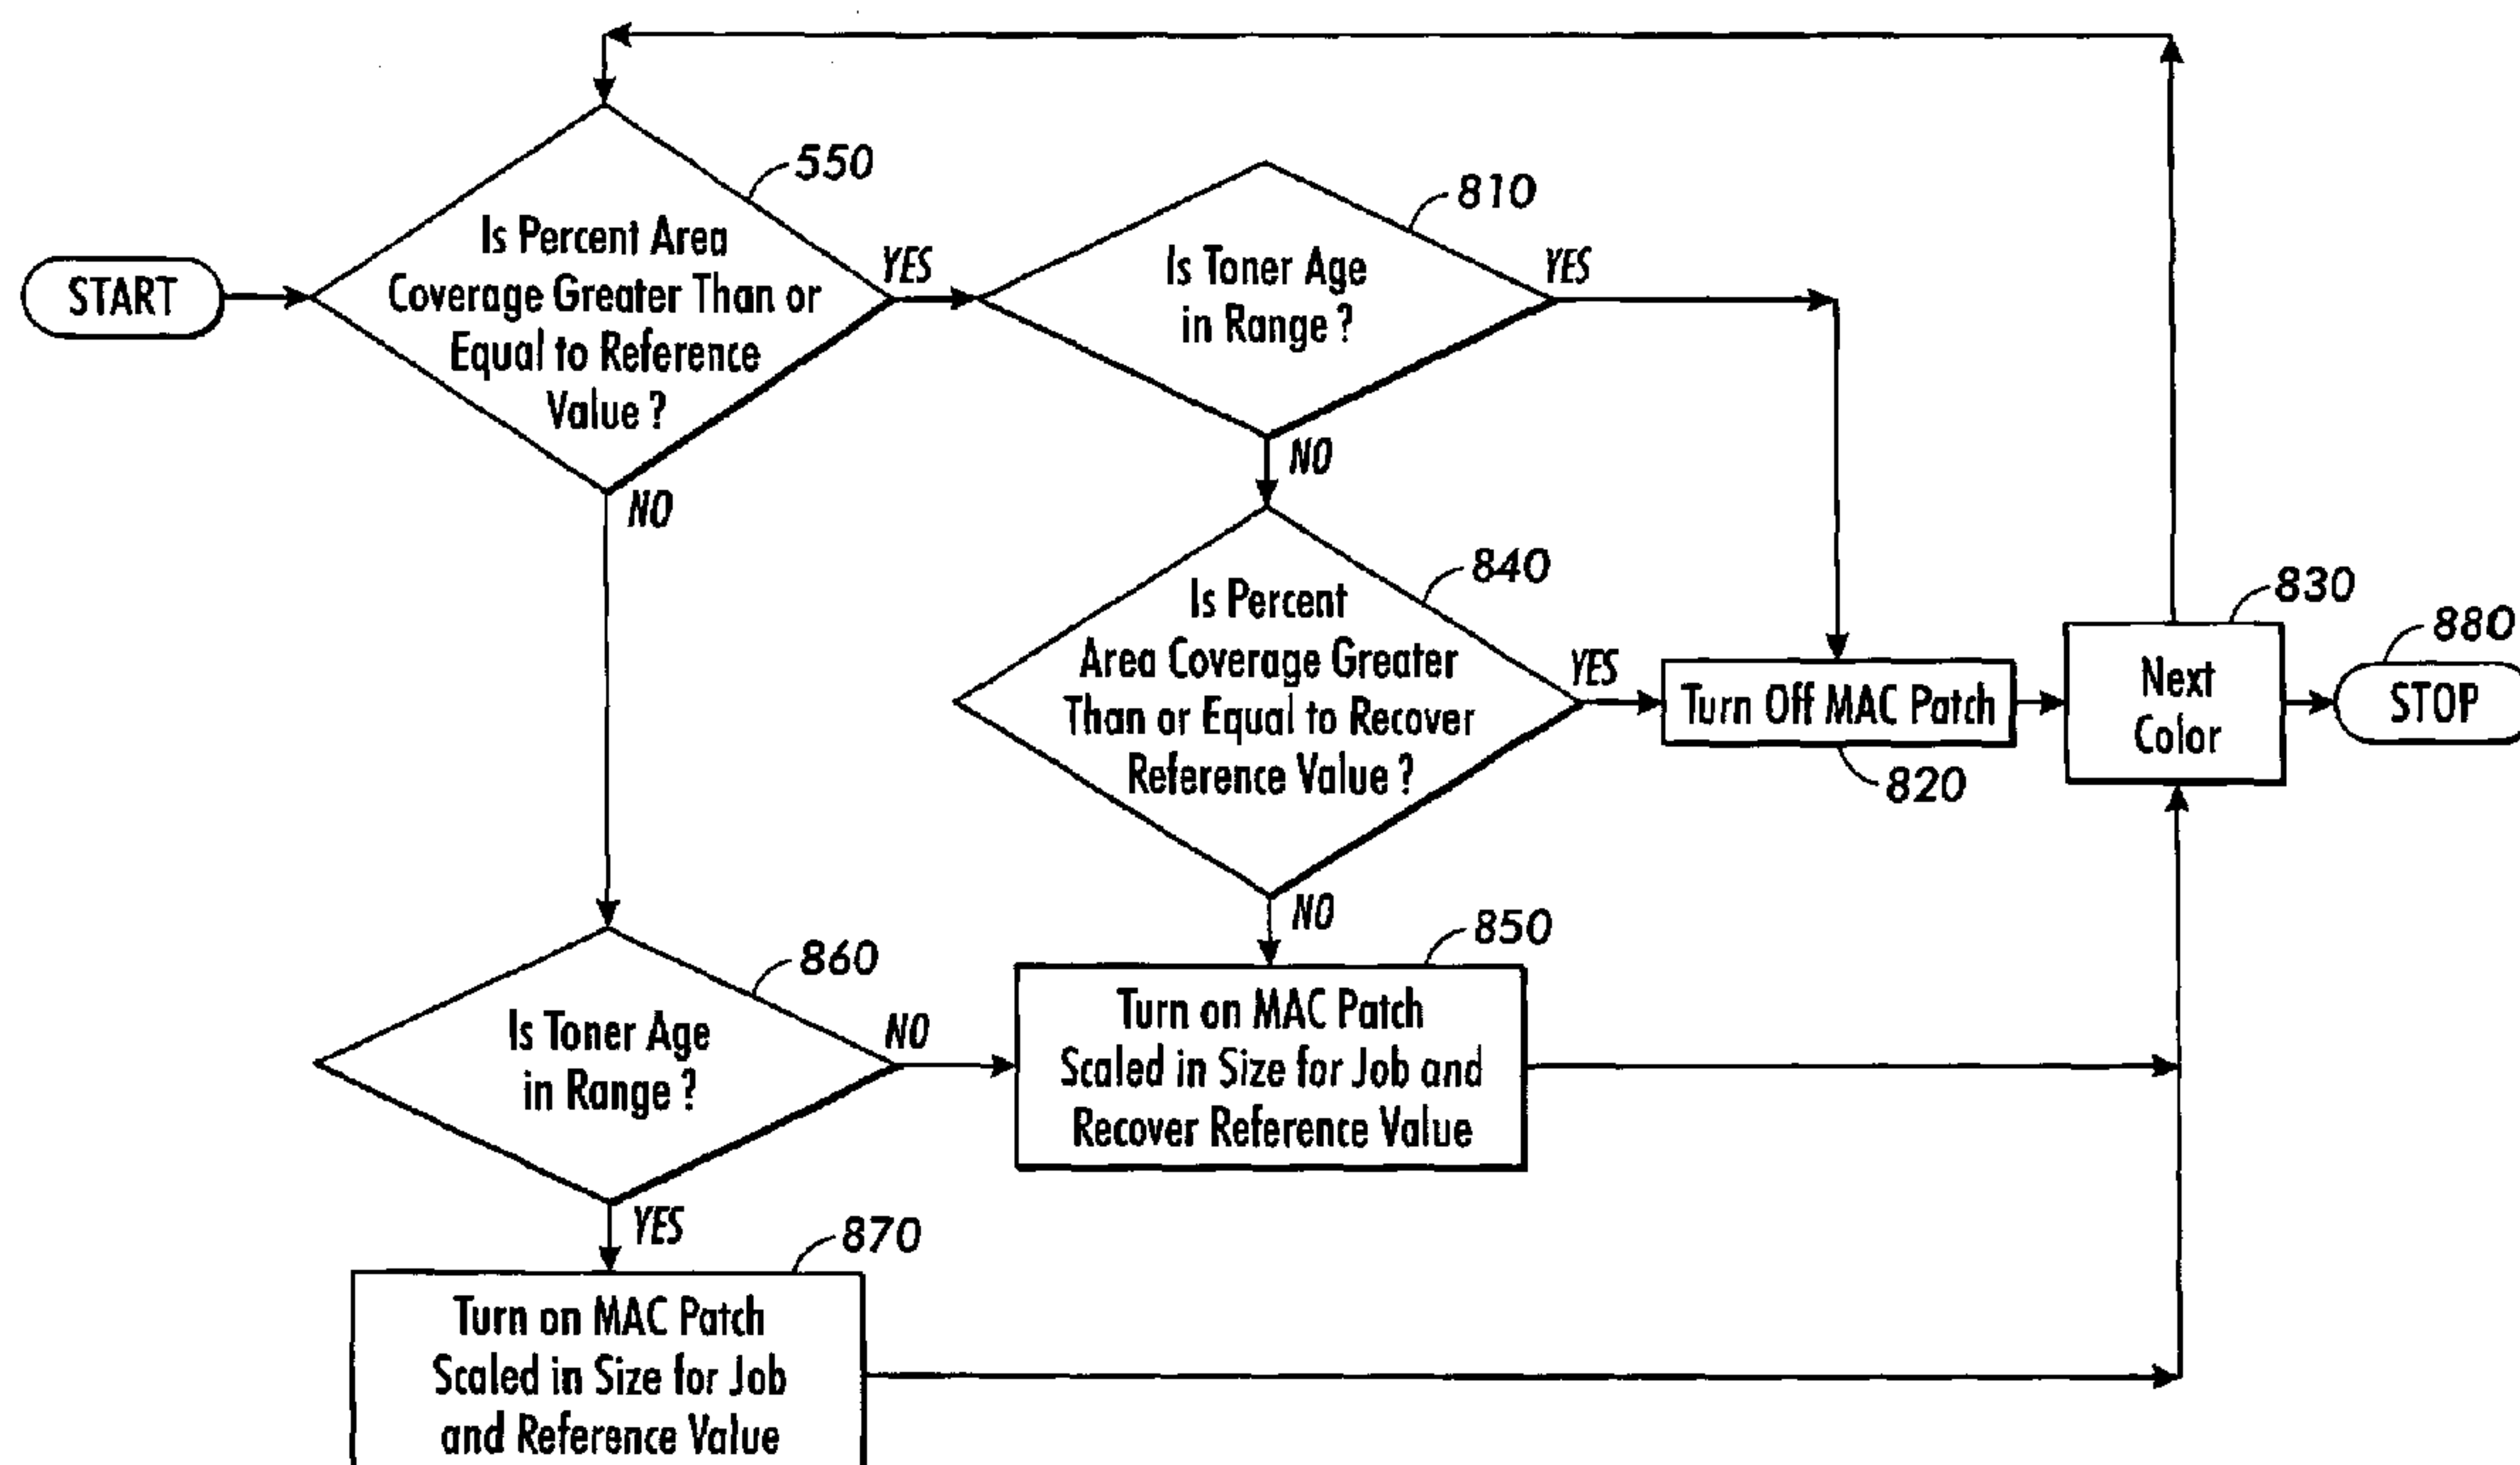 START
Is Percent Area
Coverage Greater Than or
Equal to Reference
Value ?
550
YES
NO
Is Toner Age
in Range ?
810
YES
NO
Is Percent
Area Coverage Greater
Than or Equal to Recover
Reference Value ?
840
YES
NO
Turn Off MAC Patch
820
Next
Color
830
STOP
880
Is Toner Age
in Range ?
860
NO
YES
Turn on MAC Patch
Scaled in Size for Job and
Recover Reference Value
850
Turn on MAC Patch
Scaled in Size for Job
and Reference Value
870